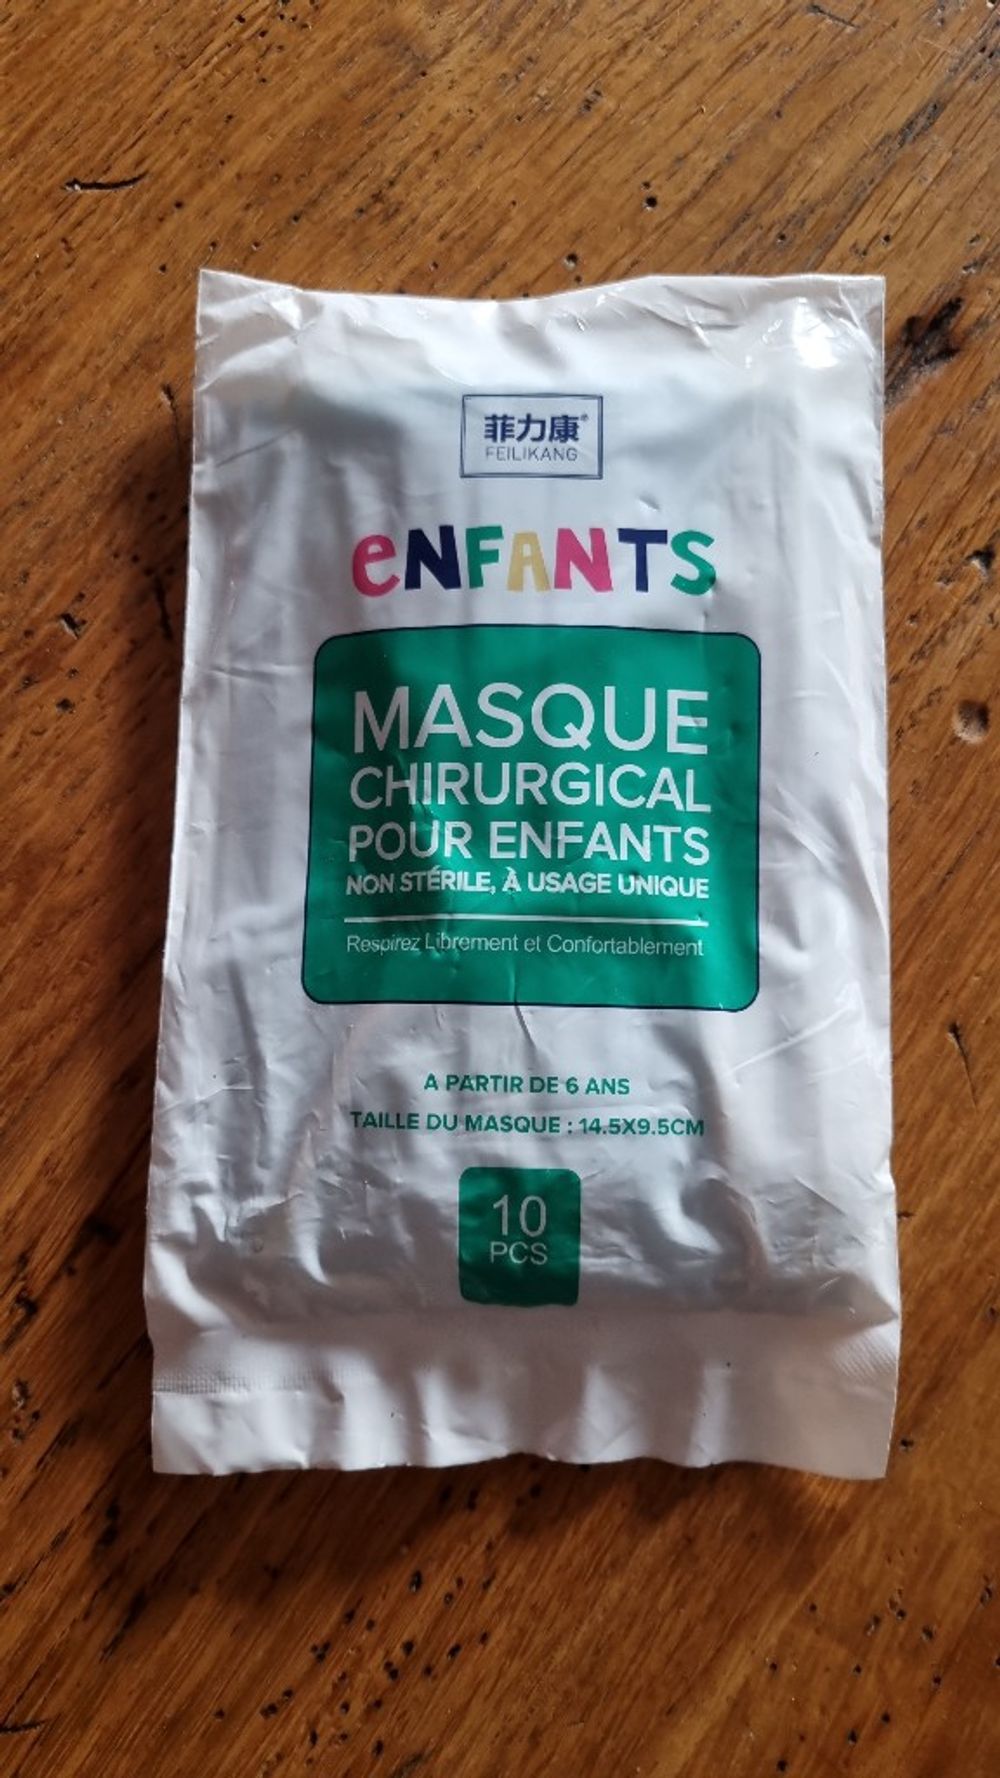 菲力康®
FEILIKANG
eNFANTS
MASQUE
CHIRURGICAL
POUR ENFANTS
NON STÉRILE, À USAGE UNIQUE
Respirez Librement et Confortablement
A PARTIR DE 6 ANS
TAILLE DU MASQUE : 14.5X9.5CM
10
PCS